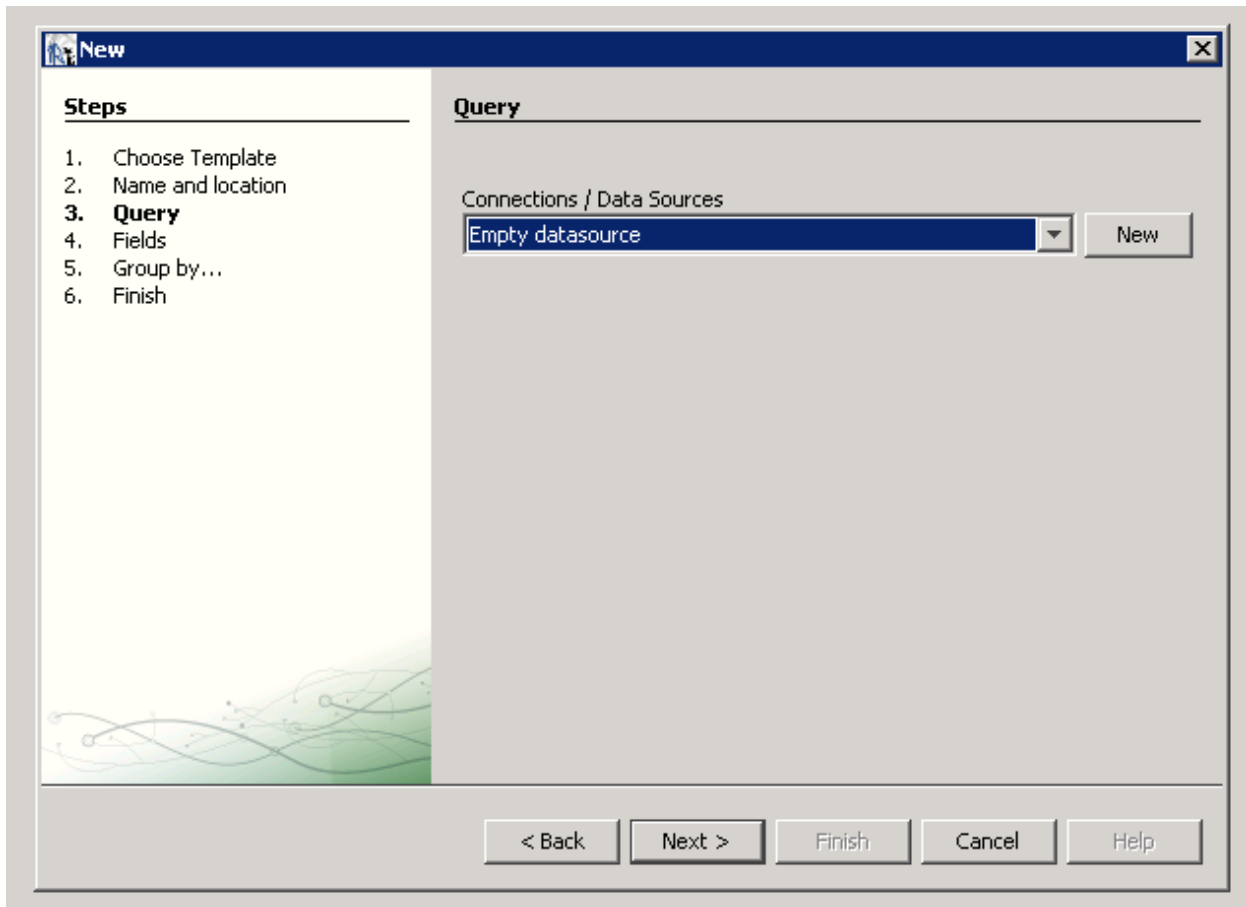 New
Steps
1. Choose Template
2. Name and location
3. Query
4. Fields
5. Group by...
6. Finish
Query
Connections / Data Sources
Empty datasource
New
< Back
Next >
Finish
Cancel
Help